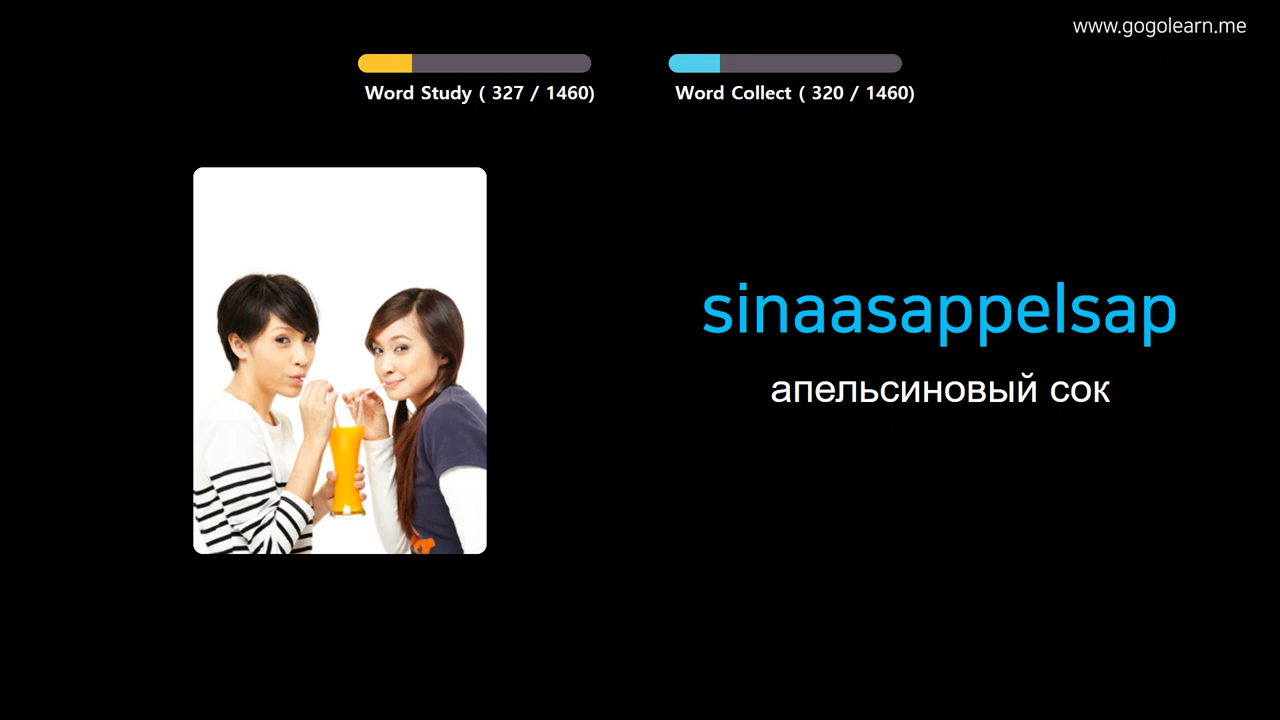 www.gogolearn.me
Word Study ( 327 / 1460)
Word Collect ( 320 / 1460)
sinaasappelsap
апельсиновый сок